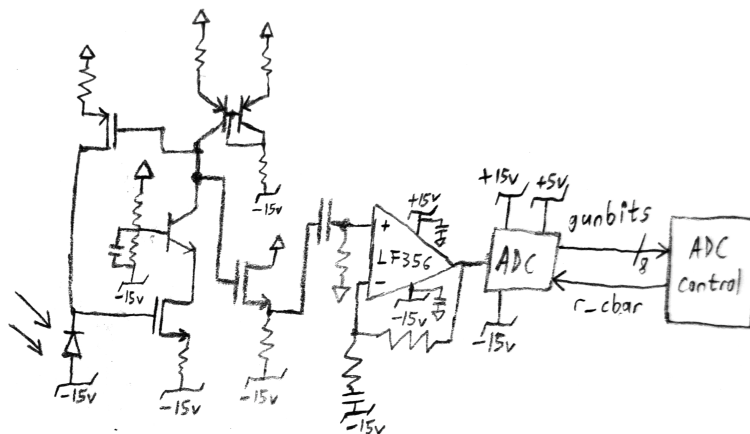 -15v
-15v
-15v
-15v
-15v
+15v
+
LF356
-
-15v
-15v
+15v
+5v
ADC
-15v
gunbits
8
r_cbar
ADC
control